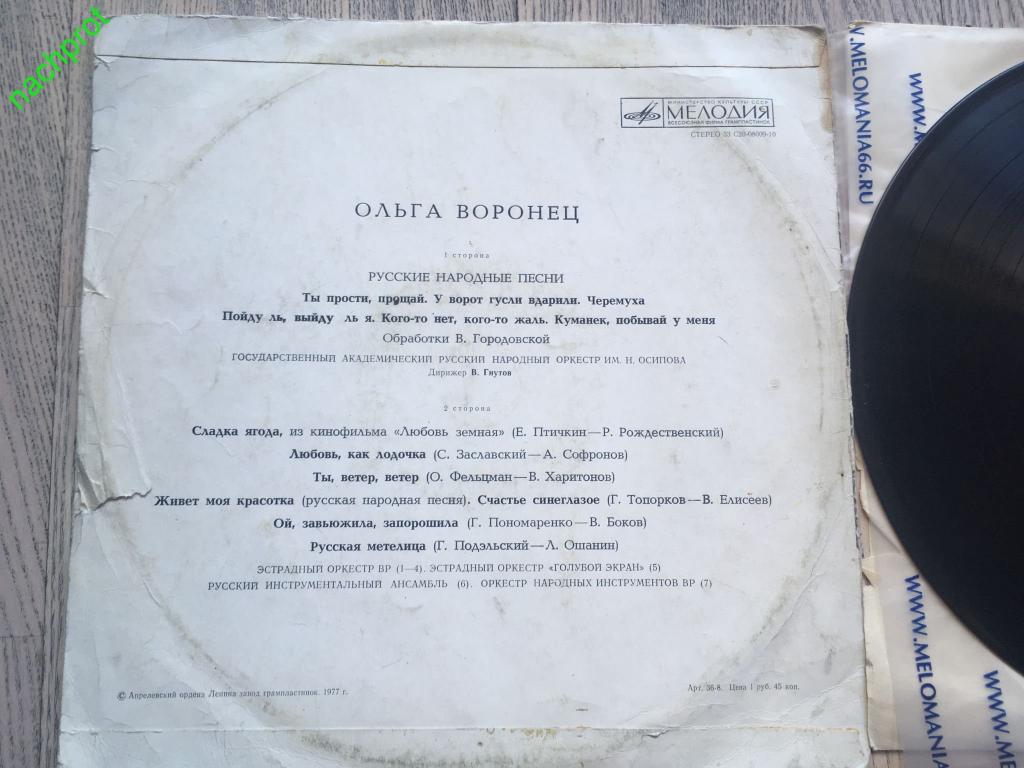 nachprot
МИНИСТЕРСТВО КУЛЬТУРЫ СССР
МЕЛОДИЯ
ВСЕСОЮЗНАЯ ФИРМА ГРАМПЛАСТИНОК
СТЕРЕО 33 С20-08009-10
ОЛЬГА ВОРОНЕЦ
1 сторона
РУССКИЕ НАРОДНЫЕ ПЕСНИ
Ты прости, прощай. У ворот гусли вдарили. Черемуха
Пойду ль, выйду ль я. Кого-то нет, кого-то жаль. Куманек, побывай у меня
Обработки В. Городовской
ГОСУДАРСТВЕННЫЙ АКАДЕМИЧЕСКИЙ РУССКИЙ НАРОДНЫЙ ОРКЕСТР ИМ. Н. ОСИПОВА
Дирижер В. Гнутов
2 сторона
Сладка ягода, из кинофильма «Любовь земная» (Е. Птичкин—Р. Рождественский)
Любовь, как лодочка (С. Заславский—А. Софронов)
Ты, ветер, ветер (О. Фельцман—В. Харитонов)
Живет моя красотка (русская народная песня). Счастье синеглазое (Г. Топорков—В. Елисеев)
Ой, завьюжила, запорошила (Г. Пономаренко—В. Боков)
Русская метелица (Г. Подэльский—Л. Ошанин)
ЭСТРАДНЫЙ ОРКЕСТР ВР (1—4). ЭСТРАДНЫЙ ОРКЕСТР «ГОЛУБОЙ ЭКРАН» (5)
РУССКИЙ ИНСТРУМЕНТАЛЬНЫЙ АНСАМБЛЬ (6). ОРКЕСТР НАРОДНЫХ ИНСТРУМЕНТОВ ВР (7)
© Апрелевский ордена Ленина завод грампластинок. 1977 г.
Арт. 36-8. Цена 1 руб. 45 коп.
WWW.MELOMANIA66.RU
WWW.
WWW.MELOMANIA66.RU
WWW.